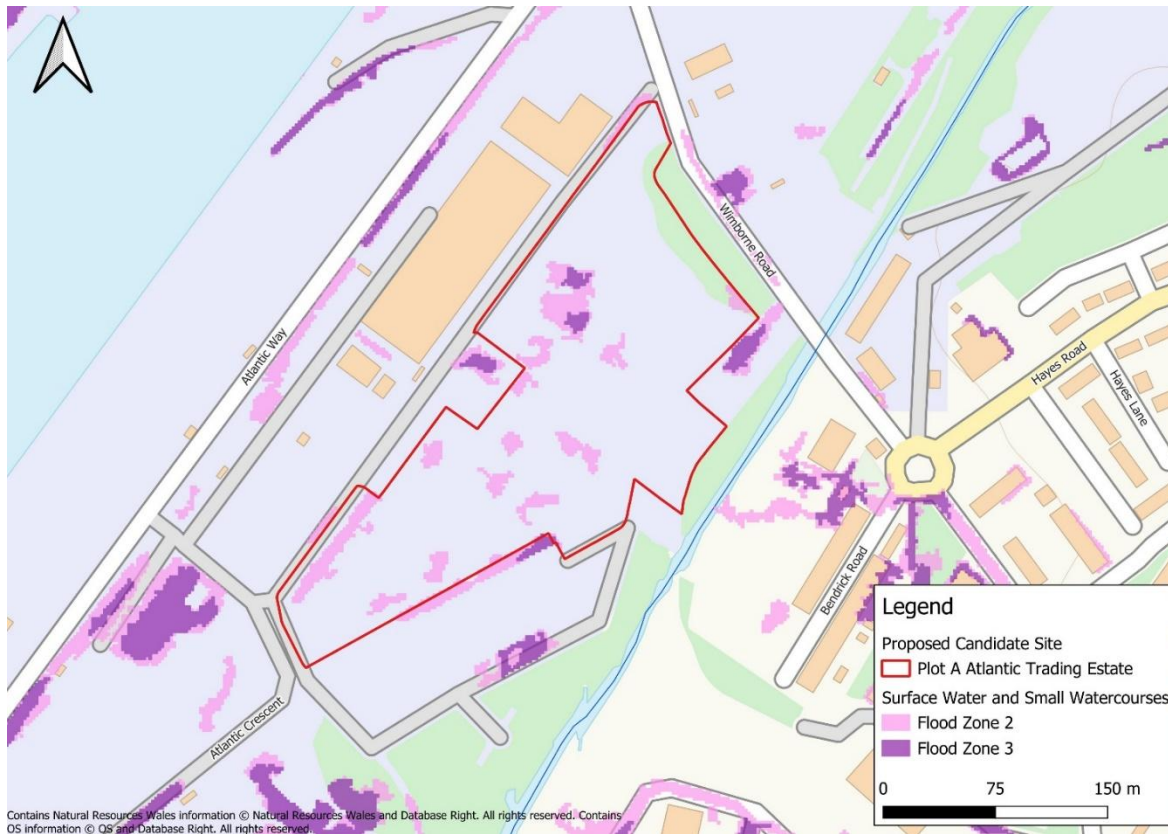 Wimborne Road
Atlantic Way
Hayes Road
Hayes Lane
Bendrick Road
Atlantic Crescent
Legend
Proposed Candidate Site
Plot A Atlantic Trading Estate
Surface Water and Small Watercourses
Flood Zone 2
Flood Zone 3
0 75 150 m
Contains Natural Resources Wales information © Natural Resources Wales and Database Right. All rights reserved. Contains
OS information © OS and Database Right. All rights reserved.